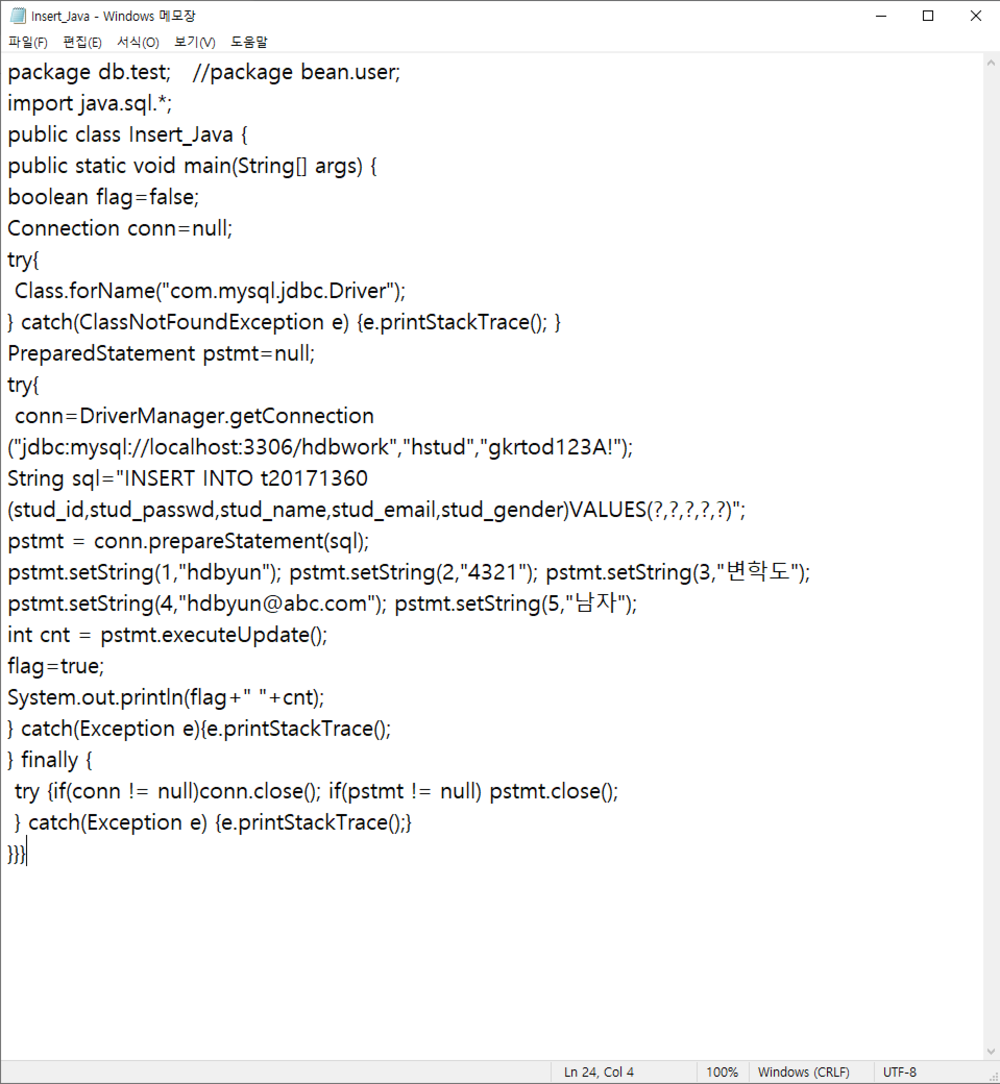 Insert_Java - Windows 메모장
파일(F) 편집(E) 서식(O) 보기(V) 도움말
package db.test;   //package bean.user;
import java.sql.*;
public class Insert_Java {
public static void main(String[] args) {
boolean flag=false;
Connection conn=null;
try{
 Class.forName("com.mysql.jdbc.Driver");
} catch(ClassNotFoundException e) {e.printStackTrace(); }
PreparedStatement pstmt=null;
try{
 conn=DriverManager.getConnection
("jdbc:mysql://localhost:3306/hdbwork","hstud","gkrtod123A!");
String sql="INSERT INTO t20171360
(stud_id,stud_passwd,stud_name,stud_email,stud_gender)VALUES(?,?,?,?,?)";
pstmt = conn.prepareStatement(sql);
pstmt.setString(1,"hdbyun"); pstmt.setString(2,"4321"); pstmt.setString(3,"변학도");
pstmt.setString(4,"hdbyun@abc.com"); pstmt.setString(5,"남자");
int cnt = pstmt.executeUpdate();
flag=true;
System.out.println(flag+" "+cnt);
} catch(Exception e){e.printStackTrace();
} finally {
 try {if(conn != null)conn.close(); if(pstmt != null) pstmt.close();
 } catch(Exception e) {e.printStackTrace();}
}}}
Ln 24, Col 4 100% Windows (CRLF) UTF-8